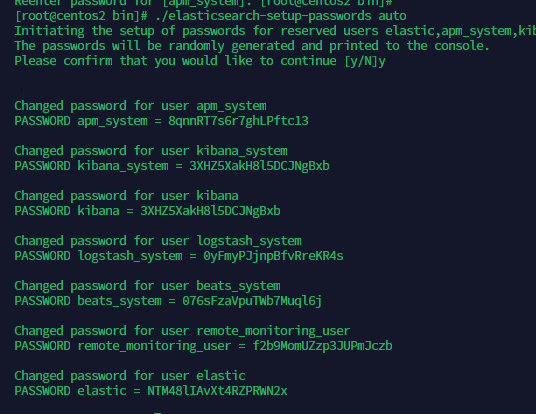 Reenter password for [apm_system]: [root@centos2 bin]#
[root@centos2 bin]# ./elasticsearch-setup-passwords auto
Initiating the setup of passwords for reserved users elastic,apm_system,kib
The passwords will be randomly generated and printed to the console.
Please confirm that you would like to continue [y/N]y
Changed password for user apm_system
PASSWORD apm_system = 8qnnRT7s6r7ghLPftc13
Changed password for user kibana_system
PASSWORD kibana_system = 3XHZ5XakH8l5DCJNgBxb
Changed password for user kibana
PASSWORD kibana = 3XHZ5XakH8l5DCJNgBxb
Changed password for user logstash_system
PASSWORD logstash_system = 0yFmyPJjnpBfvRreKR4s
Changed password for user beats_system
PASSWORD beats_system = 076sFzaVpuTWb7Muql6j
Changed password for user remote_monitoring_user
PASSWORD remote_monitoring_user = f2b9MomUZzp3JUPmJczb
Changed password for user elastic
PASSWORD elastic = NTM48lIAvXt4RZPRWN2x